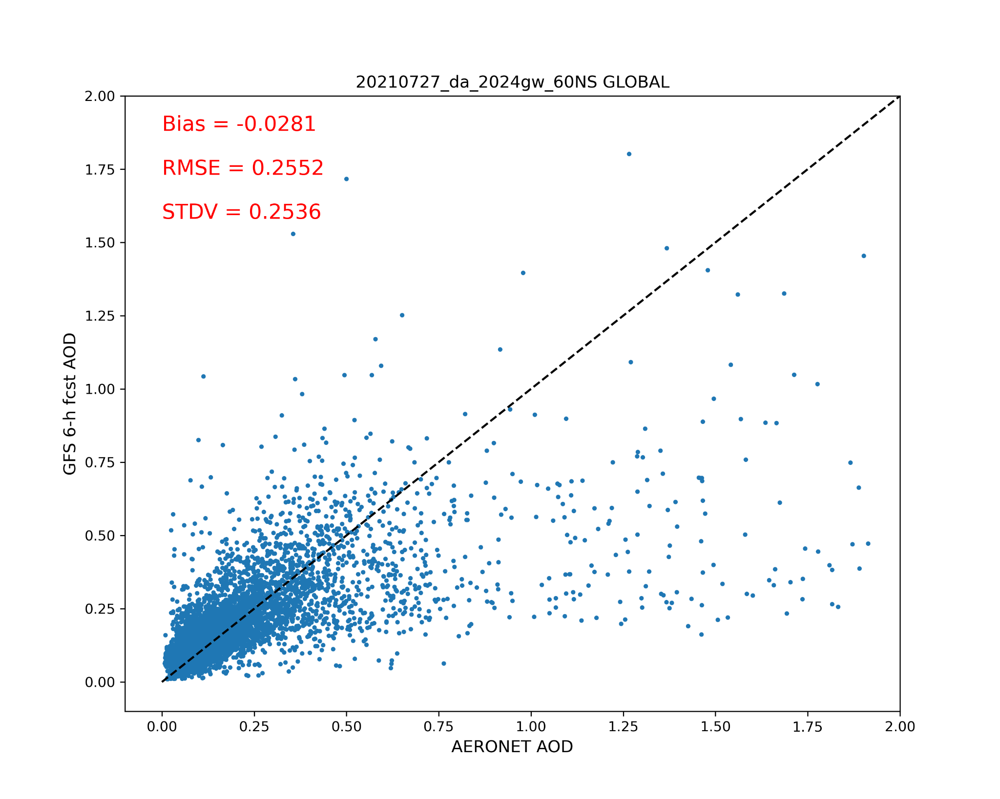 20210727_da_2024gw_60NS GLOBAL
2.00
1.75
1.50
1.25
1.00
0.75
0.50
0.25
0.00
GFS 6-h fcst AOD
Bias = -0.0281
RMSE = 0.2552
STDV = 0.2536
0.00 0.25 0.50 0.75 1.00 1.25 1.50 1.75 2.00
AERONET AOD